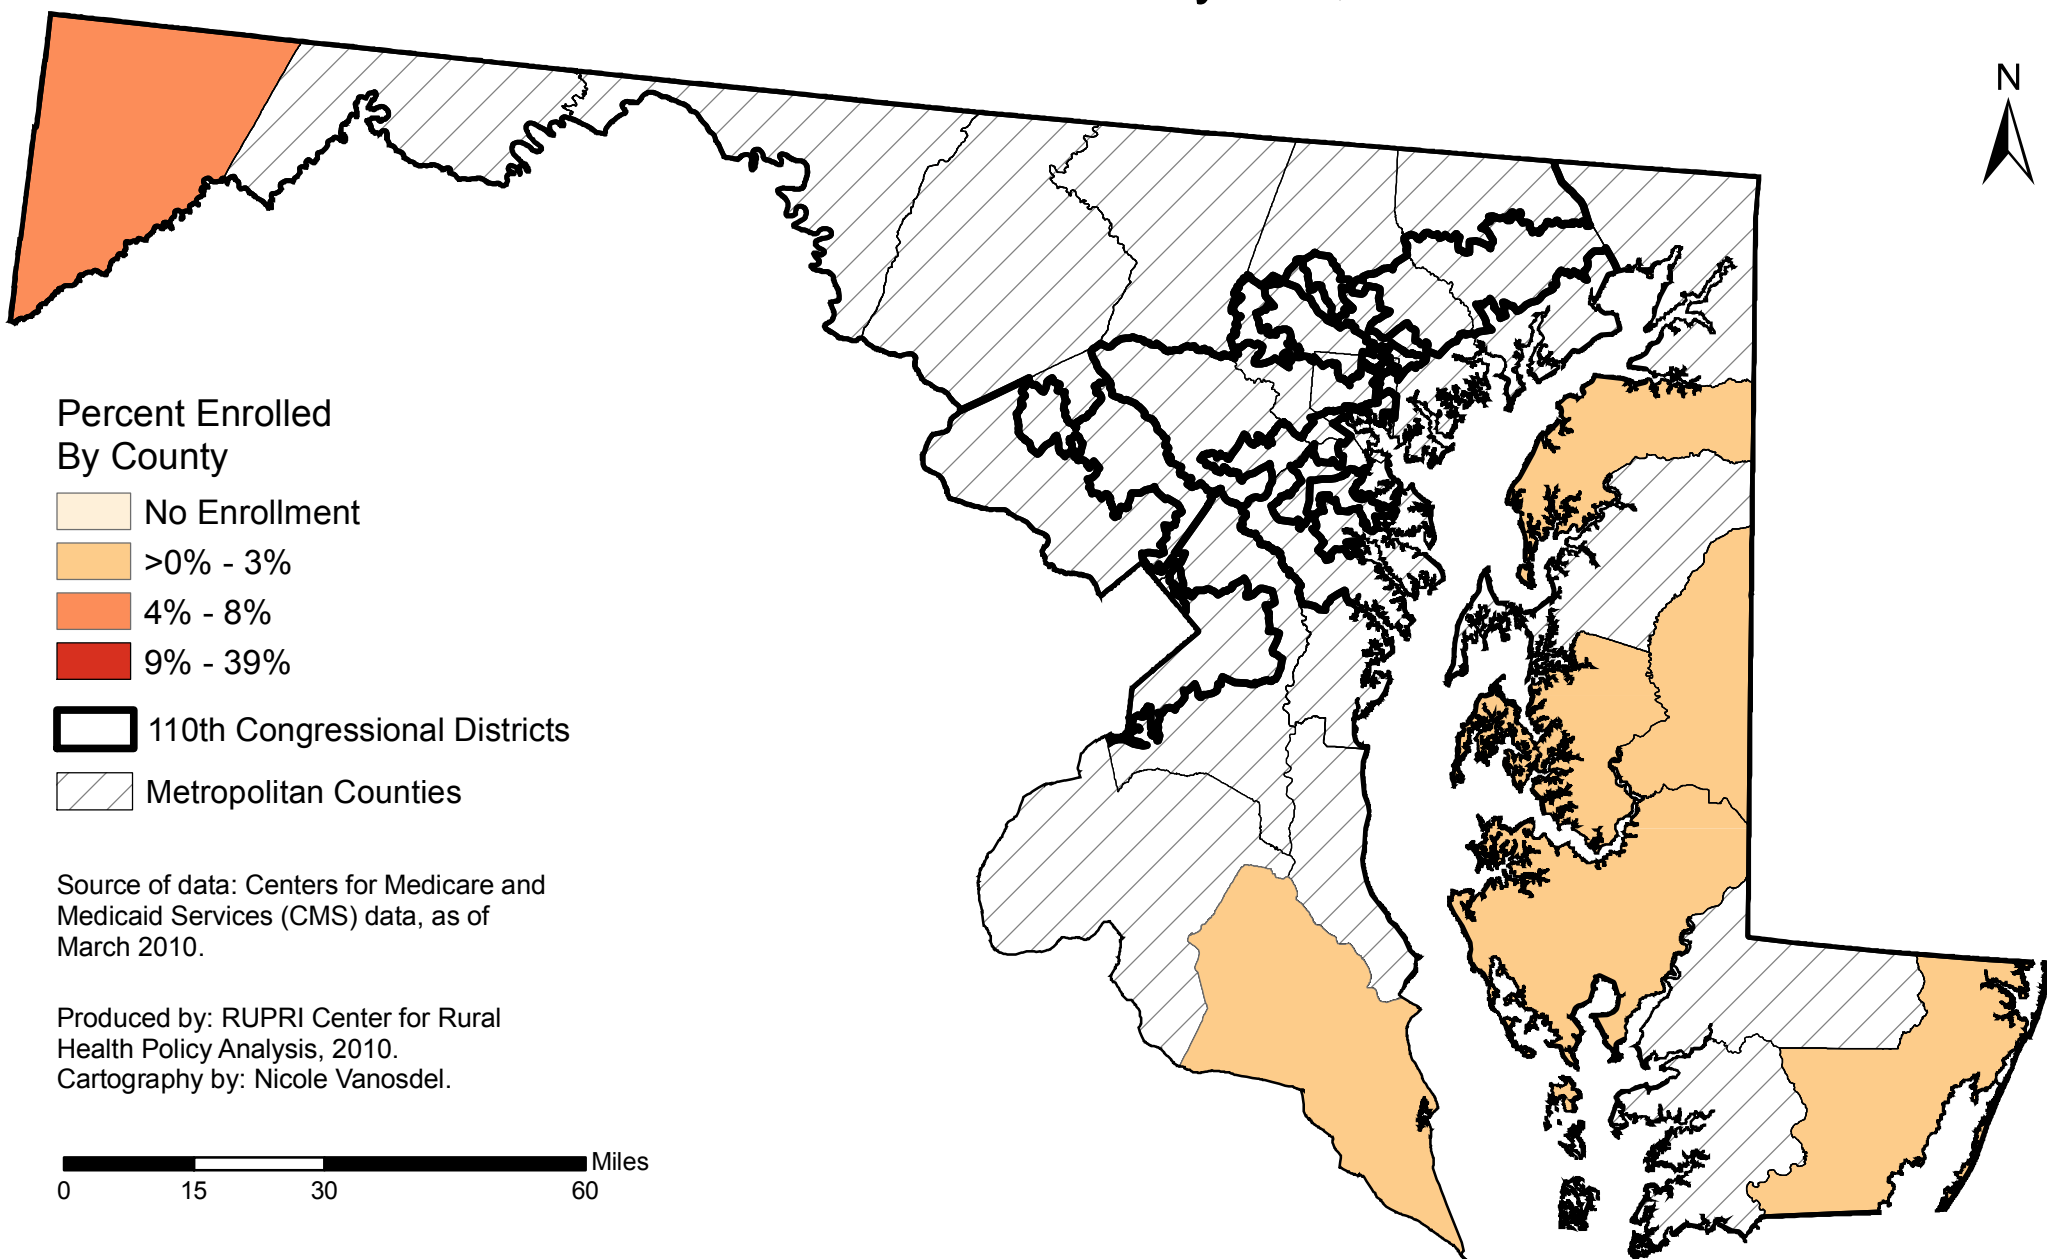 N
Percent Enrolled
By County
No Enrollment
>0% - 3%
4% - 8%
9% - 39%
110th Congressional Districts
Metropolitan Counties
Source of data: Centers for Medicare and
Medicaid Services (CMS) data, as of
March 2010.
Produced by: RUPRI Center for Rural
Health Policy Analysis, 2010.
Cartography by: Nicole Vanosdel.
Miles
0 15 30 60